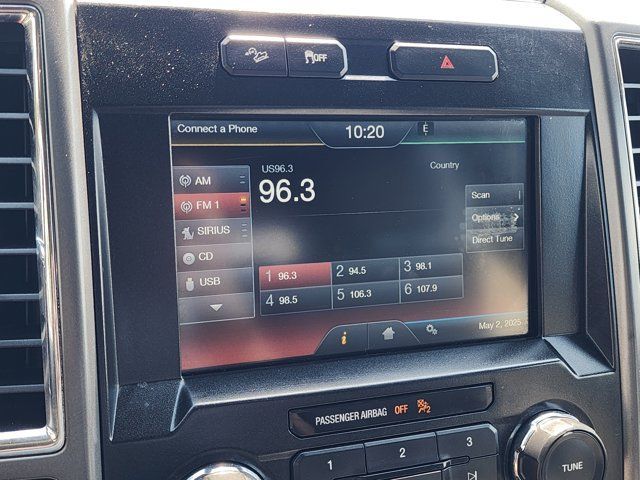 OFF
Connect a Phone
10:20
E
US96.3
Country
96.3
AM
FM 1
SIRIUS
CD
USB
Scan
Options
Direct Tune
1 96.3
2 94.5
3 98.1
4 98.5
5 106.3
6 107.9
i
May 2, 2025
PASSENGER AIRBAG OFF
2
1
2
3
TUNE